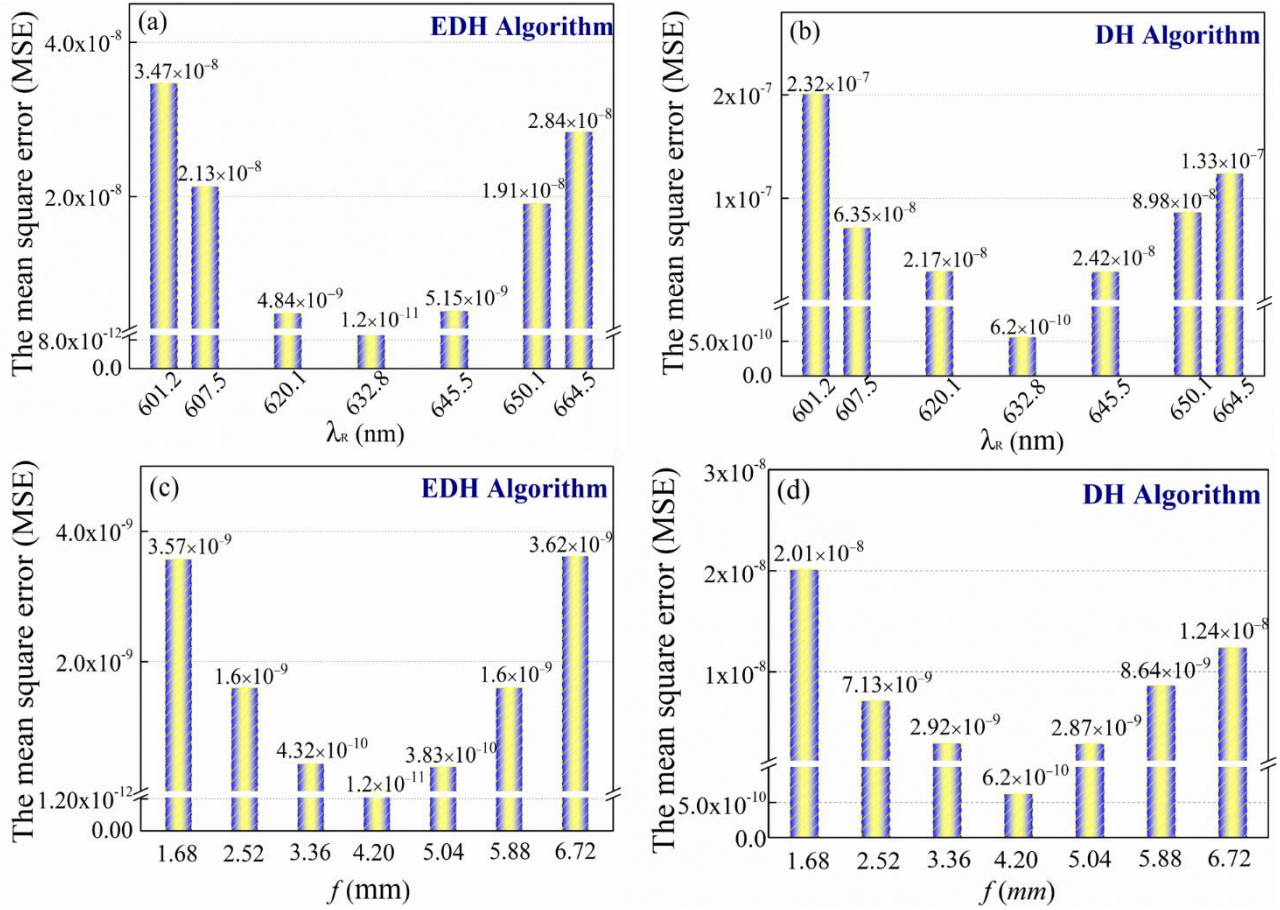 (a)
EDH Algorithm
The mean square error (MSE)
4.0x10⁻⁸
2.0x10⁻⁸
8.0x10⁻¹²
0.0
3.47×10⁻⁸
2.13×10⁻⁸
4.84×10⁻⁹
1.2×10⁻¹¹
5.15×10⁻⁹
1.91×10⁻⁸
2.84×10⁻⁸
601.2 607.5 620.1 632.8 645.5 650.1 664.5
λR (nm)
(b)
DH Algorithm
The mean square error (MSE)
2x10⁻⁷
1x10⁻⁷
5.0x10⁻¹⁰
0.0
2.32×10⁻⁷
6.35×10⁻⁸
2.17×10⁻⁸
6.2×10⁻¹⁰
2.42×10⁻⁸
8.98×10⁻⁸
1.33×10⁻⁷
601.2 607.5 620.1 632.8 645.5 650.1 664.5
λR (nm)
(c)
EDH Algorithm
The mean square error (MSE)
4.0x10⁻⁹
2.0x10⁻⁹
1.20x10⁻¹²
0.00
3.57×10⁻⁹
1.6×10⁻⁹
4.32×10⁻¹⁰
1.2×10⁻¹¹
3.83×10⁻¹⁰
1.6×10⁻⁹
3.62×10⁻⁹
1.68 2.52 3.36 4.20 5.04 5.88 6.72
f (mm)
(d)
DH Algorithm
The mean square error (MSE)
3x10⁻⁸
2x10⁻⁸
1x10⁻⁸
5.0x10⁻¹⁰
0.0
2.01×10⁻⁸
7.13×10⁻⁹
2.92×10⁻⁹
6.2×10⁻¹⁰
2.87×10⁻⁹
8.64×10⁻⁹
1.24×10⁻⁸
1.68 2.52 3.36 4.20 5.04 5.88 6.72
f (mm)